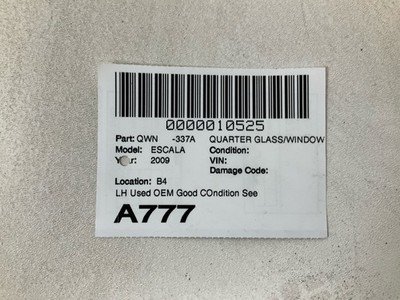 0000010525
Part: QWN -337A QUARTER GLASS/WINDOW
Model: ESCALA Condition:
Year: 2009 VIN:
Damage Code:
Location: B4
LH Used OEM Good COndition See
A777